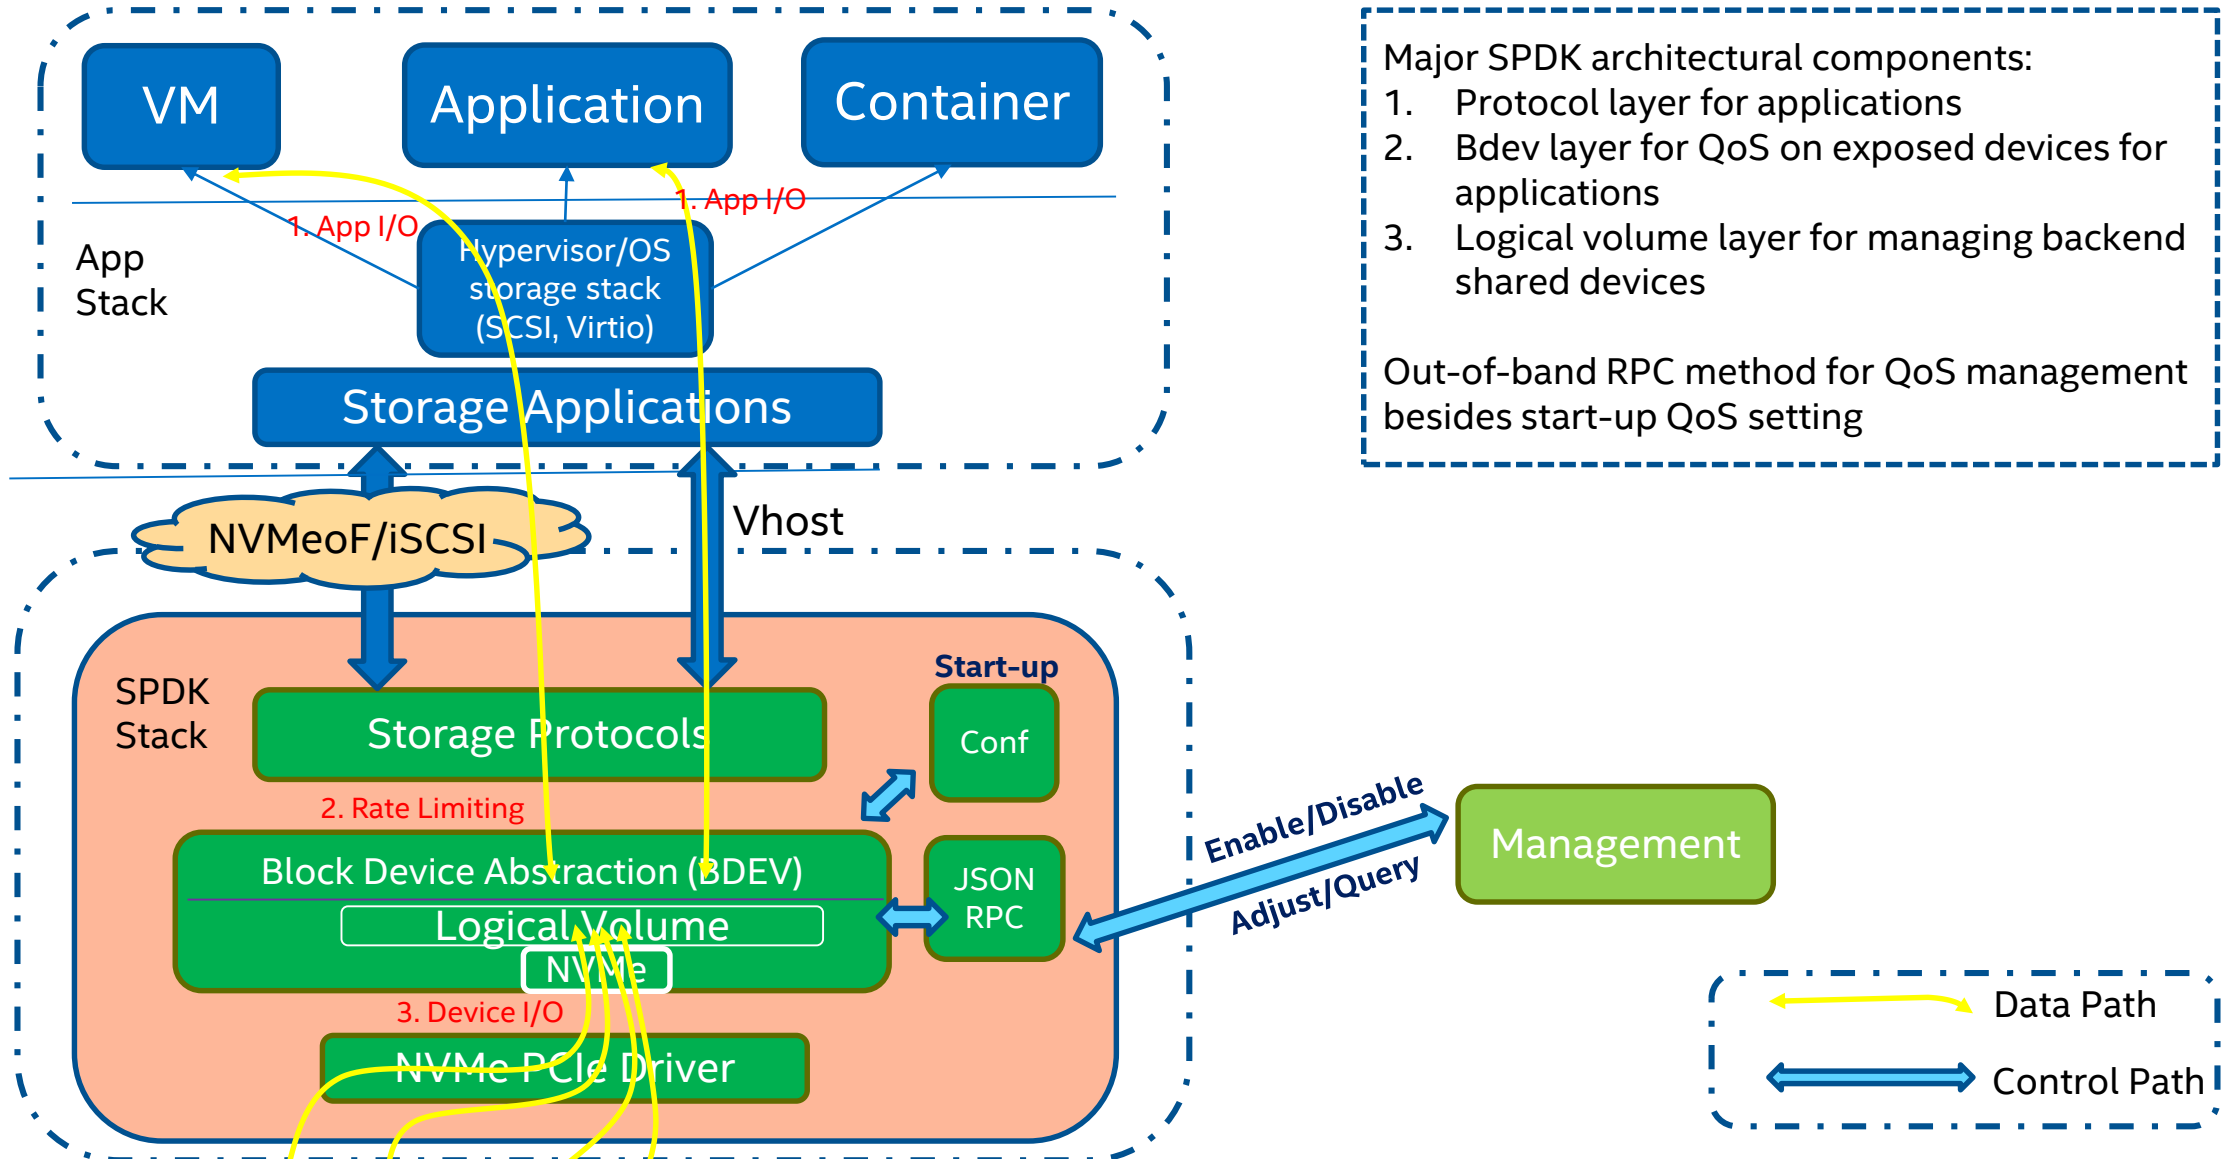 VM
Application
Container
1. App I/O
1. App I/O
App
Stack
Hypervisor/OS
storage stack
(SCSI, Virtio)
Storage Applications
NVMeoF/iSCSI
Vhost
SPDK
Stack
Storage Protocols
Start-up
Conf
2. Rate Limiting
Block Device Abstraction (BDEV)
Logical Volume
NVMe
JSON
RPC
3. Device I/O
NVMe PCIe Driver
Enable/Disable
Adjust/Query
Management
Major SPDK architectural components:
1. Protocol layer for applications
2. Bdev layer for QoS on exposed devices for
applications
3. Logical volume layer for managing backend
shared devices
Out-of-band RPC method for QoS management
besides start-up QoS setting
Data Path
Control Path